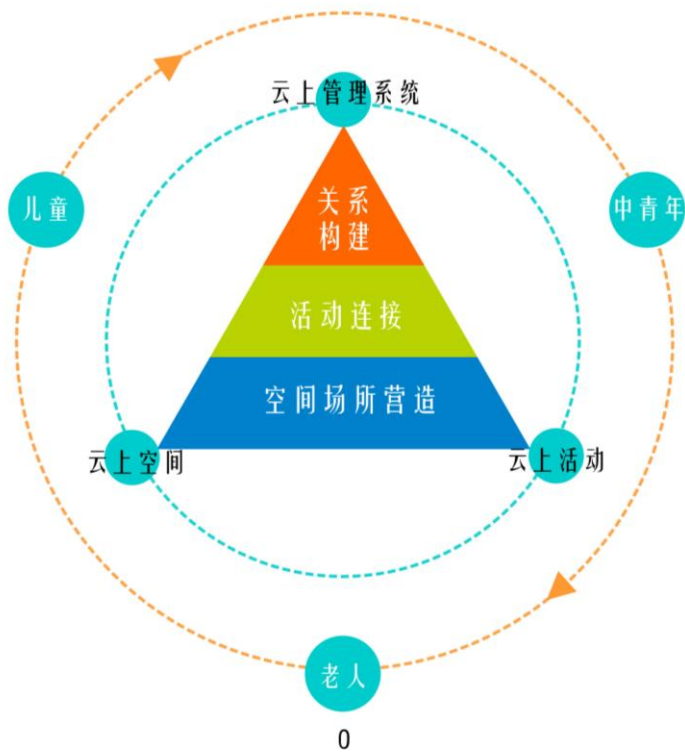 云上管理系统
儿童
中青年
关系
构建
活动连接
空间场所营造
云上空间
云上活动
老人
0